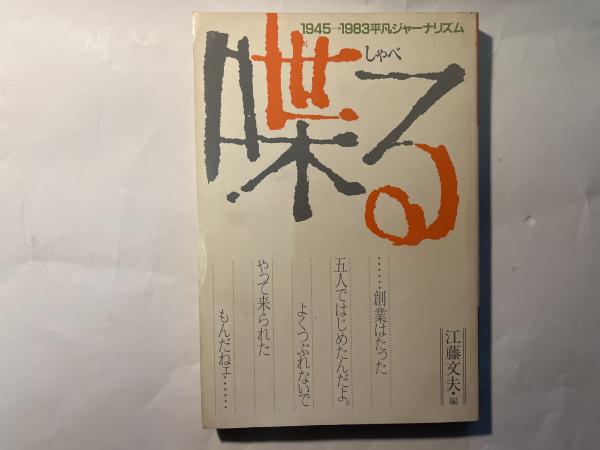 1945→1983平凡ジャーナリズム
喋る
しゃべ
……創業はたった
五人ではじめたんだよ。
よくつぶれないで
やって来られた
もんだねェ……
江藤文夫・編